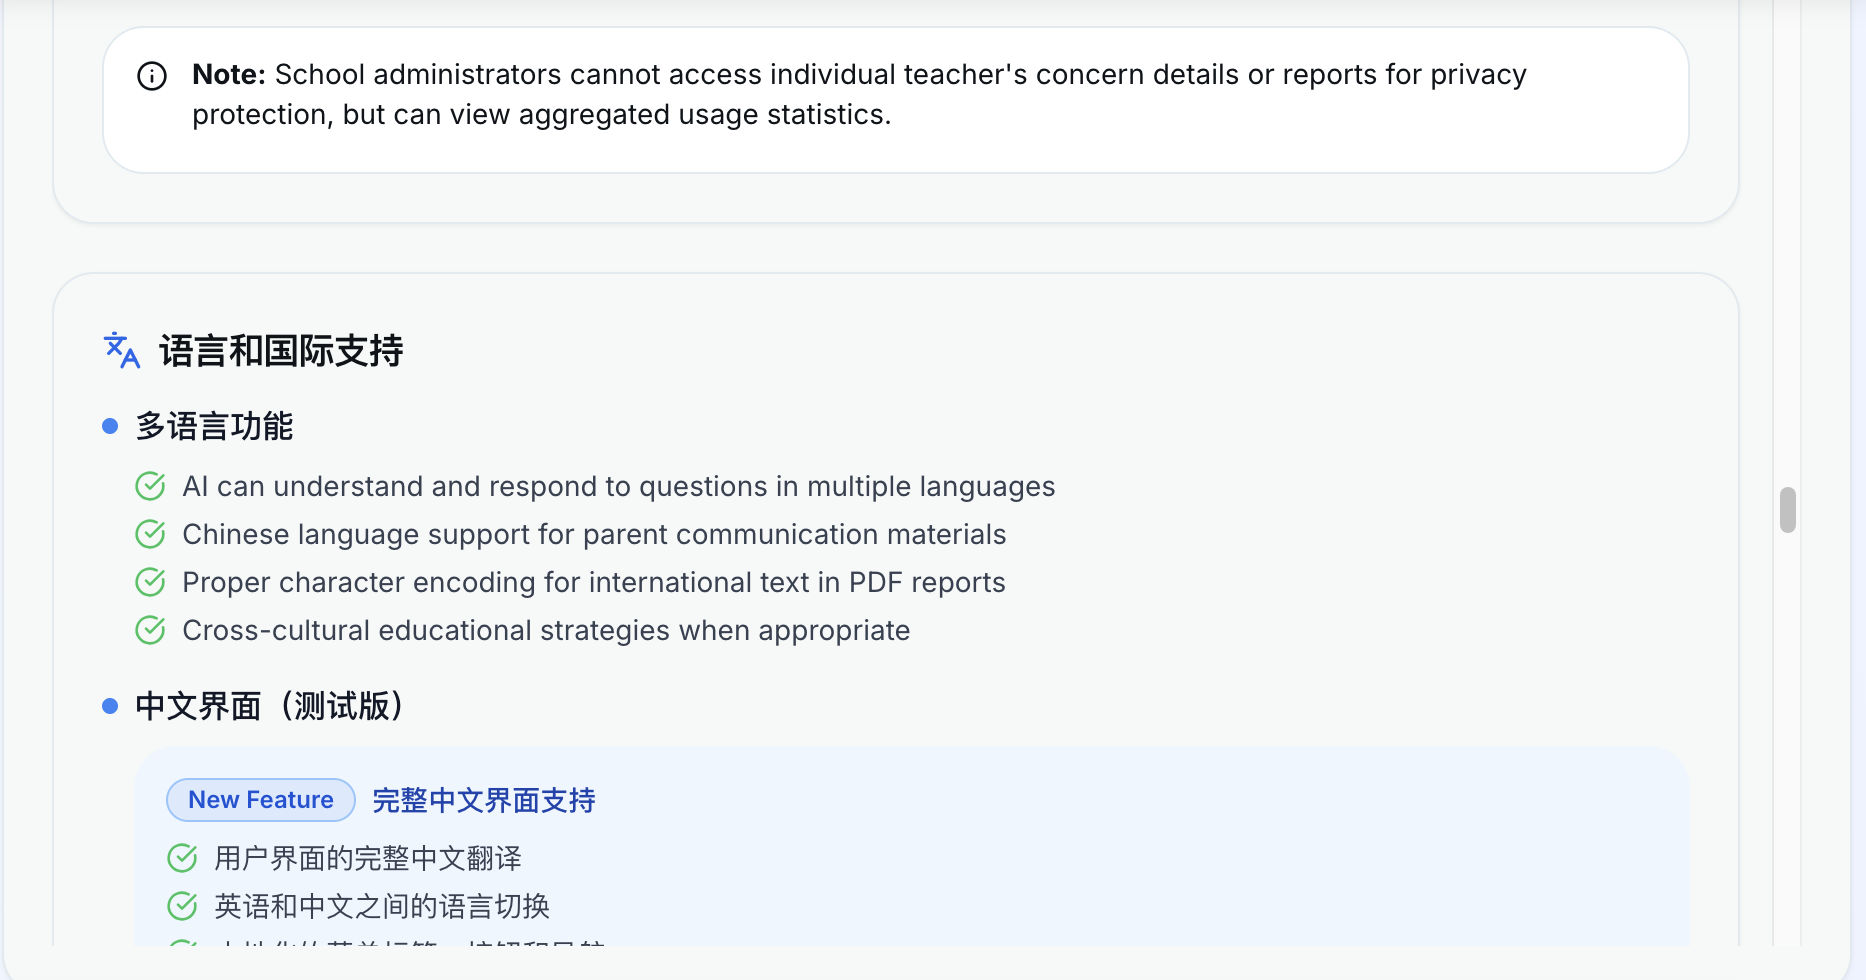 Note: School administrators cannot access individual teacher's concern details or reports for privacy
protection, but can view aggregated usage statistics.
语言和国际支持
多语言功能
AI can understand and respond to questions in multiple languages
Chinese language support for parent communication materials
Proper character encoding for international text in PDF reports
Cross-cultural educational strategies when appropriate
中文界面（测试版）
New Feature 完整中文界面支持
用户界面的完整中文翻译
英语和中文之间的语言切换